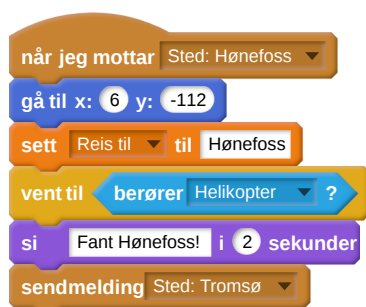 når jeg mottar Sted: Hønefoss
gå til x: 6 y: -112
sett Reis til til Hønefoss
vent til berører Helikopter ?
si Fant Hønefoss! i 2 sekunder
sendmelding Sted: Tromsø